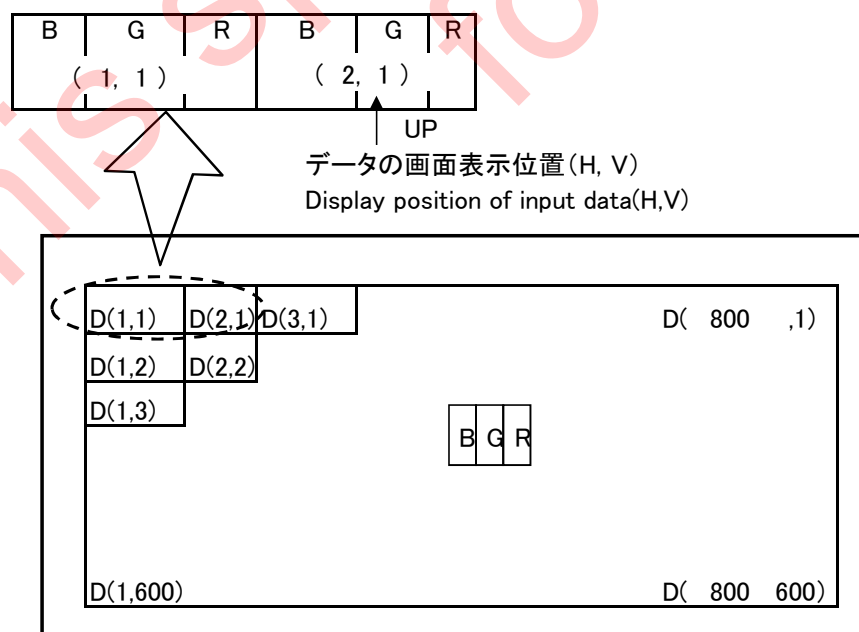 B G R B G R
( 1, 1 ) ( 2, 1 )
UP
データの画面表示位置(H, V)
Display position of input data(H,V)
D(1,1) D(2,1) D(3,1) D( 800 ,1)
D(1,2) D(2,2)
D(1,3)
B G R
D(1,600) D( 800 600)